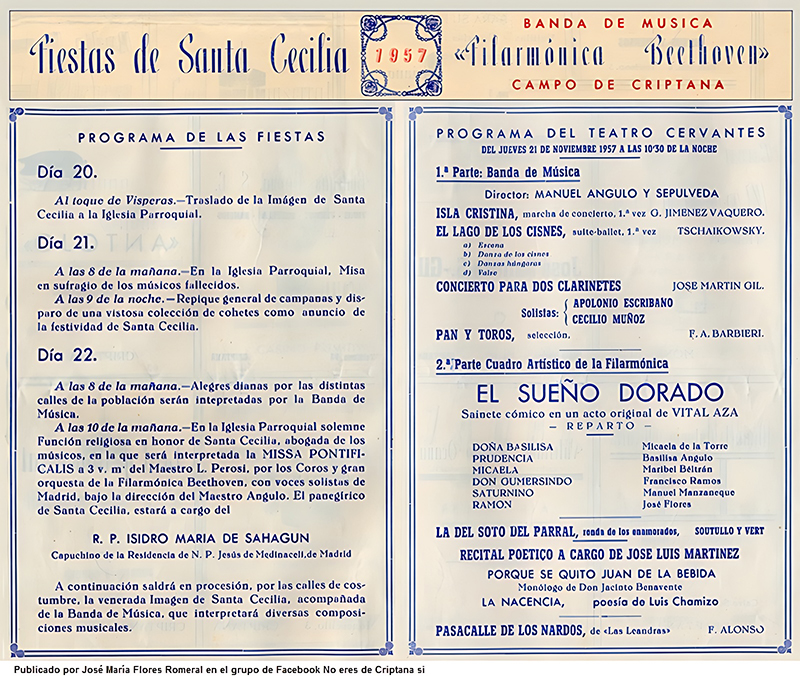 Fiestas de Santa Cecilia
1957
BANDA DE MUSICA
«Filarmónica Beethoven»
CAMPO DE CRIPTANA
PROGRAMA DE LAS FIESTAS
Día 20.
Al toque de Vísperas.—Traslado de la Imágen de Santa
Cecilia a la Iglesia Parroquial.
Día 21.
A las 8 de la mañana.—En la Iglesia Parroquial, Misa
en sufragio de los músicos fallecidos.
A las 9 de la noche.—Repique general de campanas y dis-
paro de una vistosa colección de cohetes como anuncio de
la festividad de Santa Cecilia.
Día 22.
A las 8 de la mañana.—Alegres dianas por las distintas
calles de la población serán intepretadas por la Banda de
Música.
A las 10 de la mañana.—En la Iglesia Parroquial solemne
Función religiosa en honor de Santa Cecilia, abogada de los
músicos, en la que será interpretada la MISSA PONTIFI-
CALIS a 3 v. mˢ del Maestro L. Perosi, por los Coros y gran
orquesta de la Filarmónica Beethoven, con voces solistas de
Madrid, bajo la dirección del Maestro Angulo. El panegírico
de Santa Cecilia, estará a cargo del
R. P. ISIDRO MARIA DE SAHAGUN
Capuchino de la Residencia de N. P. Jesús de Medinaceli, de Madrid
A continuación saldrá en procesión, por las calles de cos-
tumbre, la venerada Imagen de Santa Cecilia, acompañada
de la Banda de Música, que interpretará diversas composi-
ciones musicales.
PROGRAMA DEL TEATRO CERVANTES
DEL JUEVES 21 DE NOVIEMBRE 1957 A LAS 10'30 DE LA NOCHE
1.ª Parte: Banda de Música
Director: MANUEL ANGULO Y SEPULVEDA
ISLA CRISTINA, marcha de concierto, 1.ª vez G. JIMENEZ VAQUERO.
EL LAGO DE LOS CISNES, suite-ballet, 1.ª vez TSCHAIKOWSKY.
a) Escena
b) Danza de los cisnes
c) Danzas húngaras
d) Valse
CONCIERTO PARA DOS CLARINETES JOSE MARTIN GIL.
Solistas: { APOLONIO ESCRIBANO
CECILIO MUÑOZ
PAN Y TOROS, selección. F. A. BARBIERI.
2.ª Parte Cuadro Artístico de la Filarmónica
EL SUEÑO DORADO
Sainete cómico en un acto original de VITAL AZA
— REPARTO —
DOÑA BASILISA Micaela de la Torre
PRUDENCIA Basilisa Angulo
MICAELA Maribel Béltrán
DON GUMERSINDO Francisco Ramos
SATURNINO Manuel Manzaneque
RAMON José Flores
LA DEL SOTO DEL PARRAL, ronda de los enamorados, SOUTULLO Y VERT
RECITAL POETIÇO A CARGO DE JOSE LUIS MARTINEZ
PORQUE SE QUITO JUAN DE LA BEBIDA
Monólogo de Don Jacinto Benavente
LA NACENCIA, poesía de Luis Chamizo
PASACALLE DE LOS NARDOS, de «Las Leandras» F. ALONSO
Publicado por José María Flores Romeral en el grupo de Facebook No eres de Criptana si